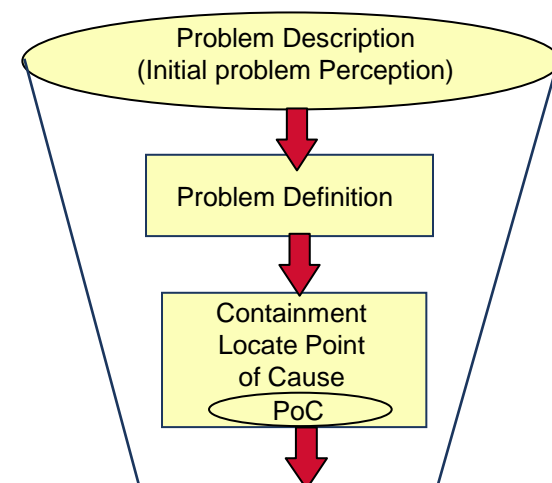 Problem Description
(Initial problem Perception)
Problem Definition
Containment
Locate Point
of Cause
PoC